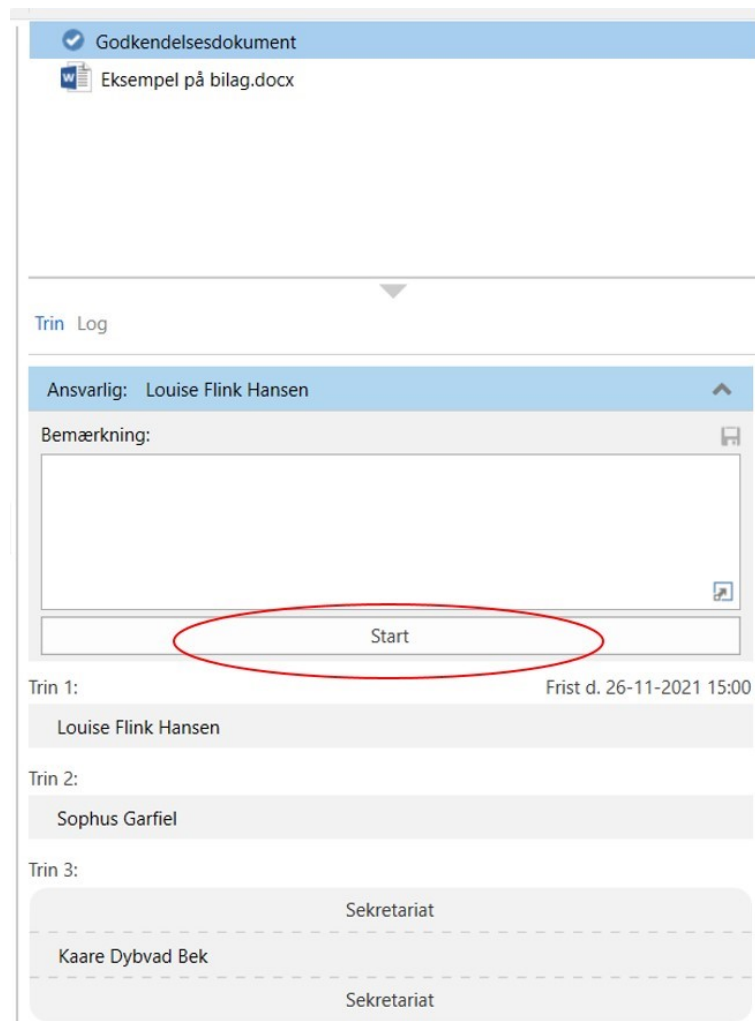 Godkendelsesdokument
Eksempel på bilag.docx
Trin Log
Ansvarlig: Louise Flink Hansen
Bemærkning:
Start
Trin 1: Frist d. 26-11-2021 15:00
Louise Flink Hansen
Trin 2:
Sophus Garfiel
Trin 3:
Sekretariat
Kaare Dybvad Bek
Sekretariat